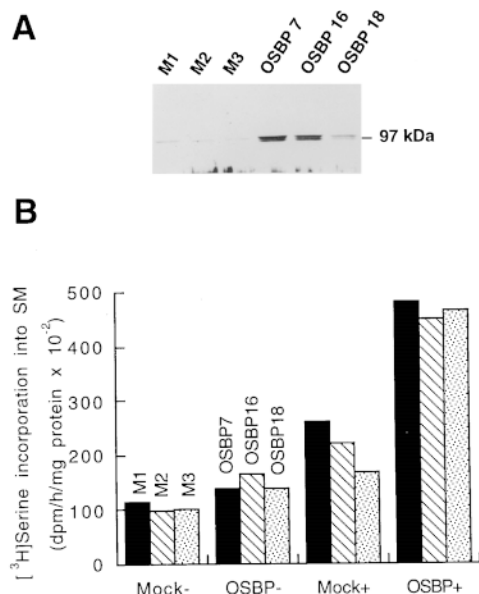 A
M1 M2 M3 OSBP 7 OSBP 16 OSBP 18
97 kDa
B
[³H]Serine incorporation into SM
(dpm/h/mg protein x 10⁻²)
500
400
300
200
100
0
M1 M2 M3
OSBP7 OSBP16 OSBP18
Mock- OSBP- Mock+ OSBP+